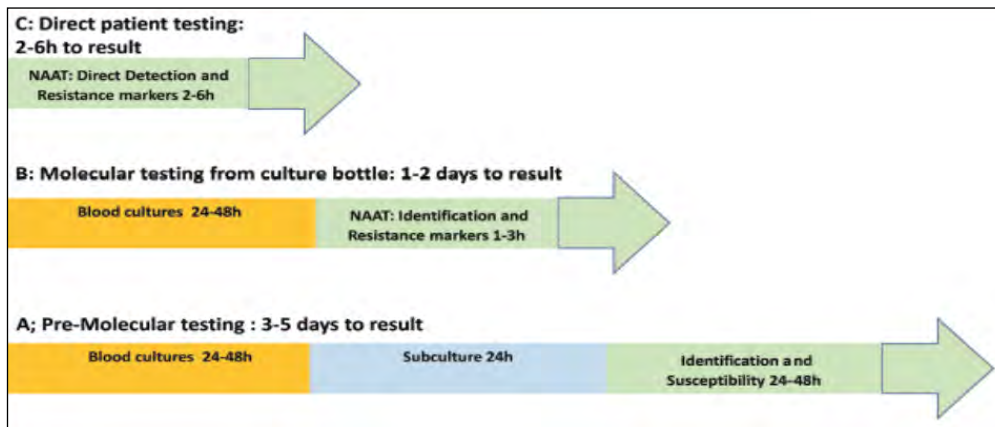 C: Direct patient testing:
2-6h to result
NAAT: Direct Detection and
Resistance markers 2-6h
B: Molecular testing from culture bottle: 1-2 days to result
Blood cultures 24-48h
NAAT: Identification and
Resistance markers 1-3h
A; Pre-Molecular testing : 3-5 days to result
Blood cultures 24-48h
Subculture 24h
Identification and
Susceptibility 24-48h